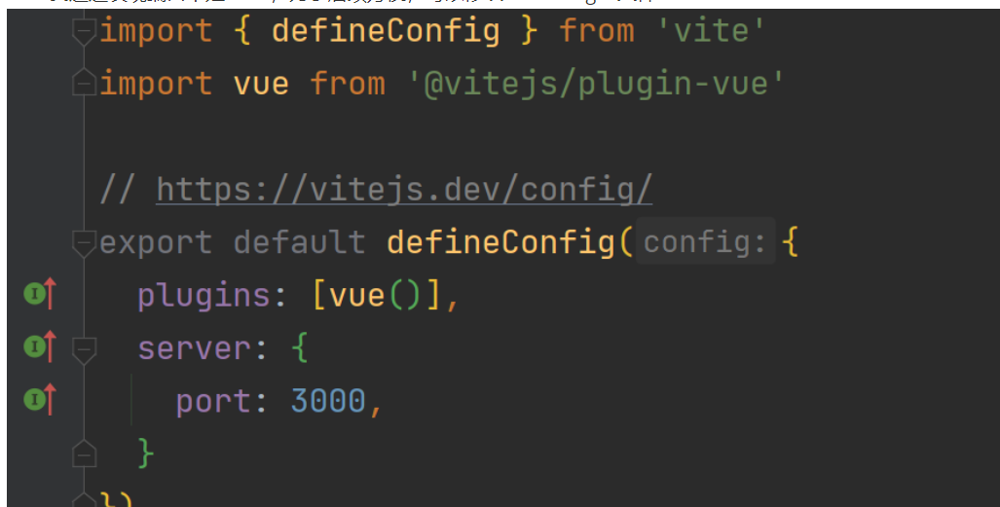 import { defineConfig } from 'vite'
import vue from '@vitejs/plugin-vue'
// https://vitejs.dev/config/
export default defineConfig( config: {
plugins: [vue()],
server: {
port: 3000,
}
})